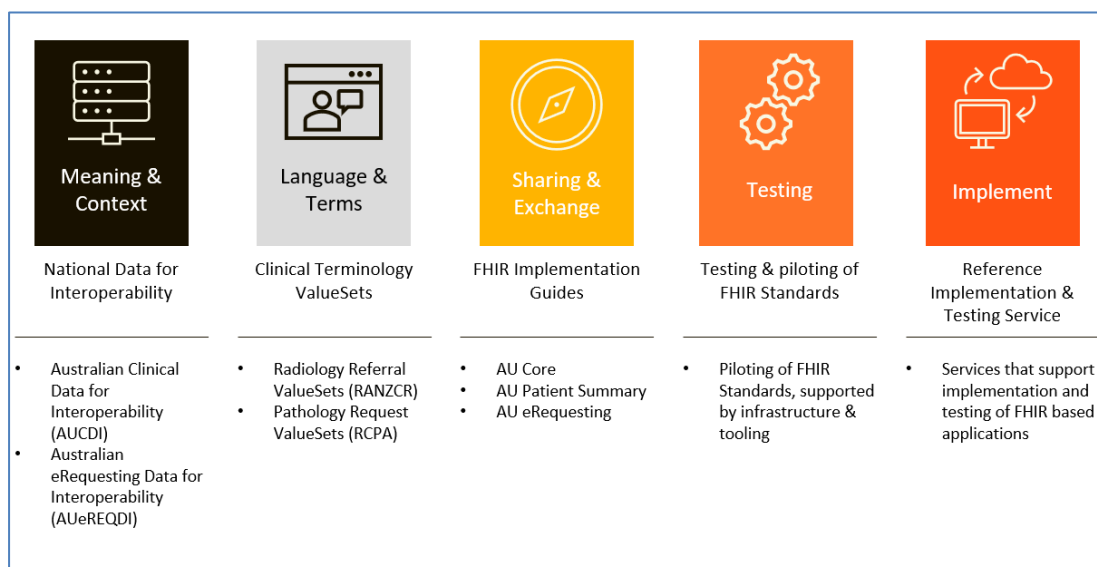 Meaning &
Context
National Data for
Interoperability
• Australian Clinical
Data for
Interoperability
(AUCDI)
• Australian
eRequesting Data for
Interoperability
(AUeREQDI)
Language &
Terms
Clinical Terminology
ValueSets
• Radiology Referral
ValueSets (RANZCR)
• Pathology Request
ValueSets (RCPA)
Sharing &
Exchange
FHIR Implementation
Guides
• AU Core
• AU Patient Summary
• AU eRequesting
Testing
Testing & piloting of
FHIR Standards
• Piloting of FHIR
Standards, supported
by infrastructure &
tooling
Implement
Reference
Implementation &
Testing Service
• Services that support
implementation and
testing of FHIR based
applications